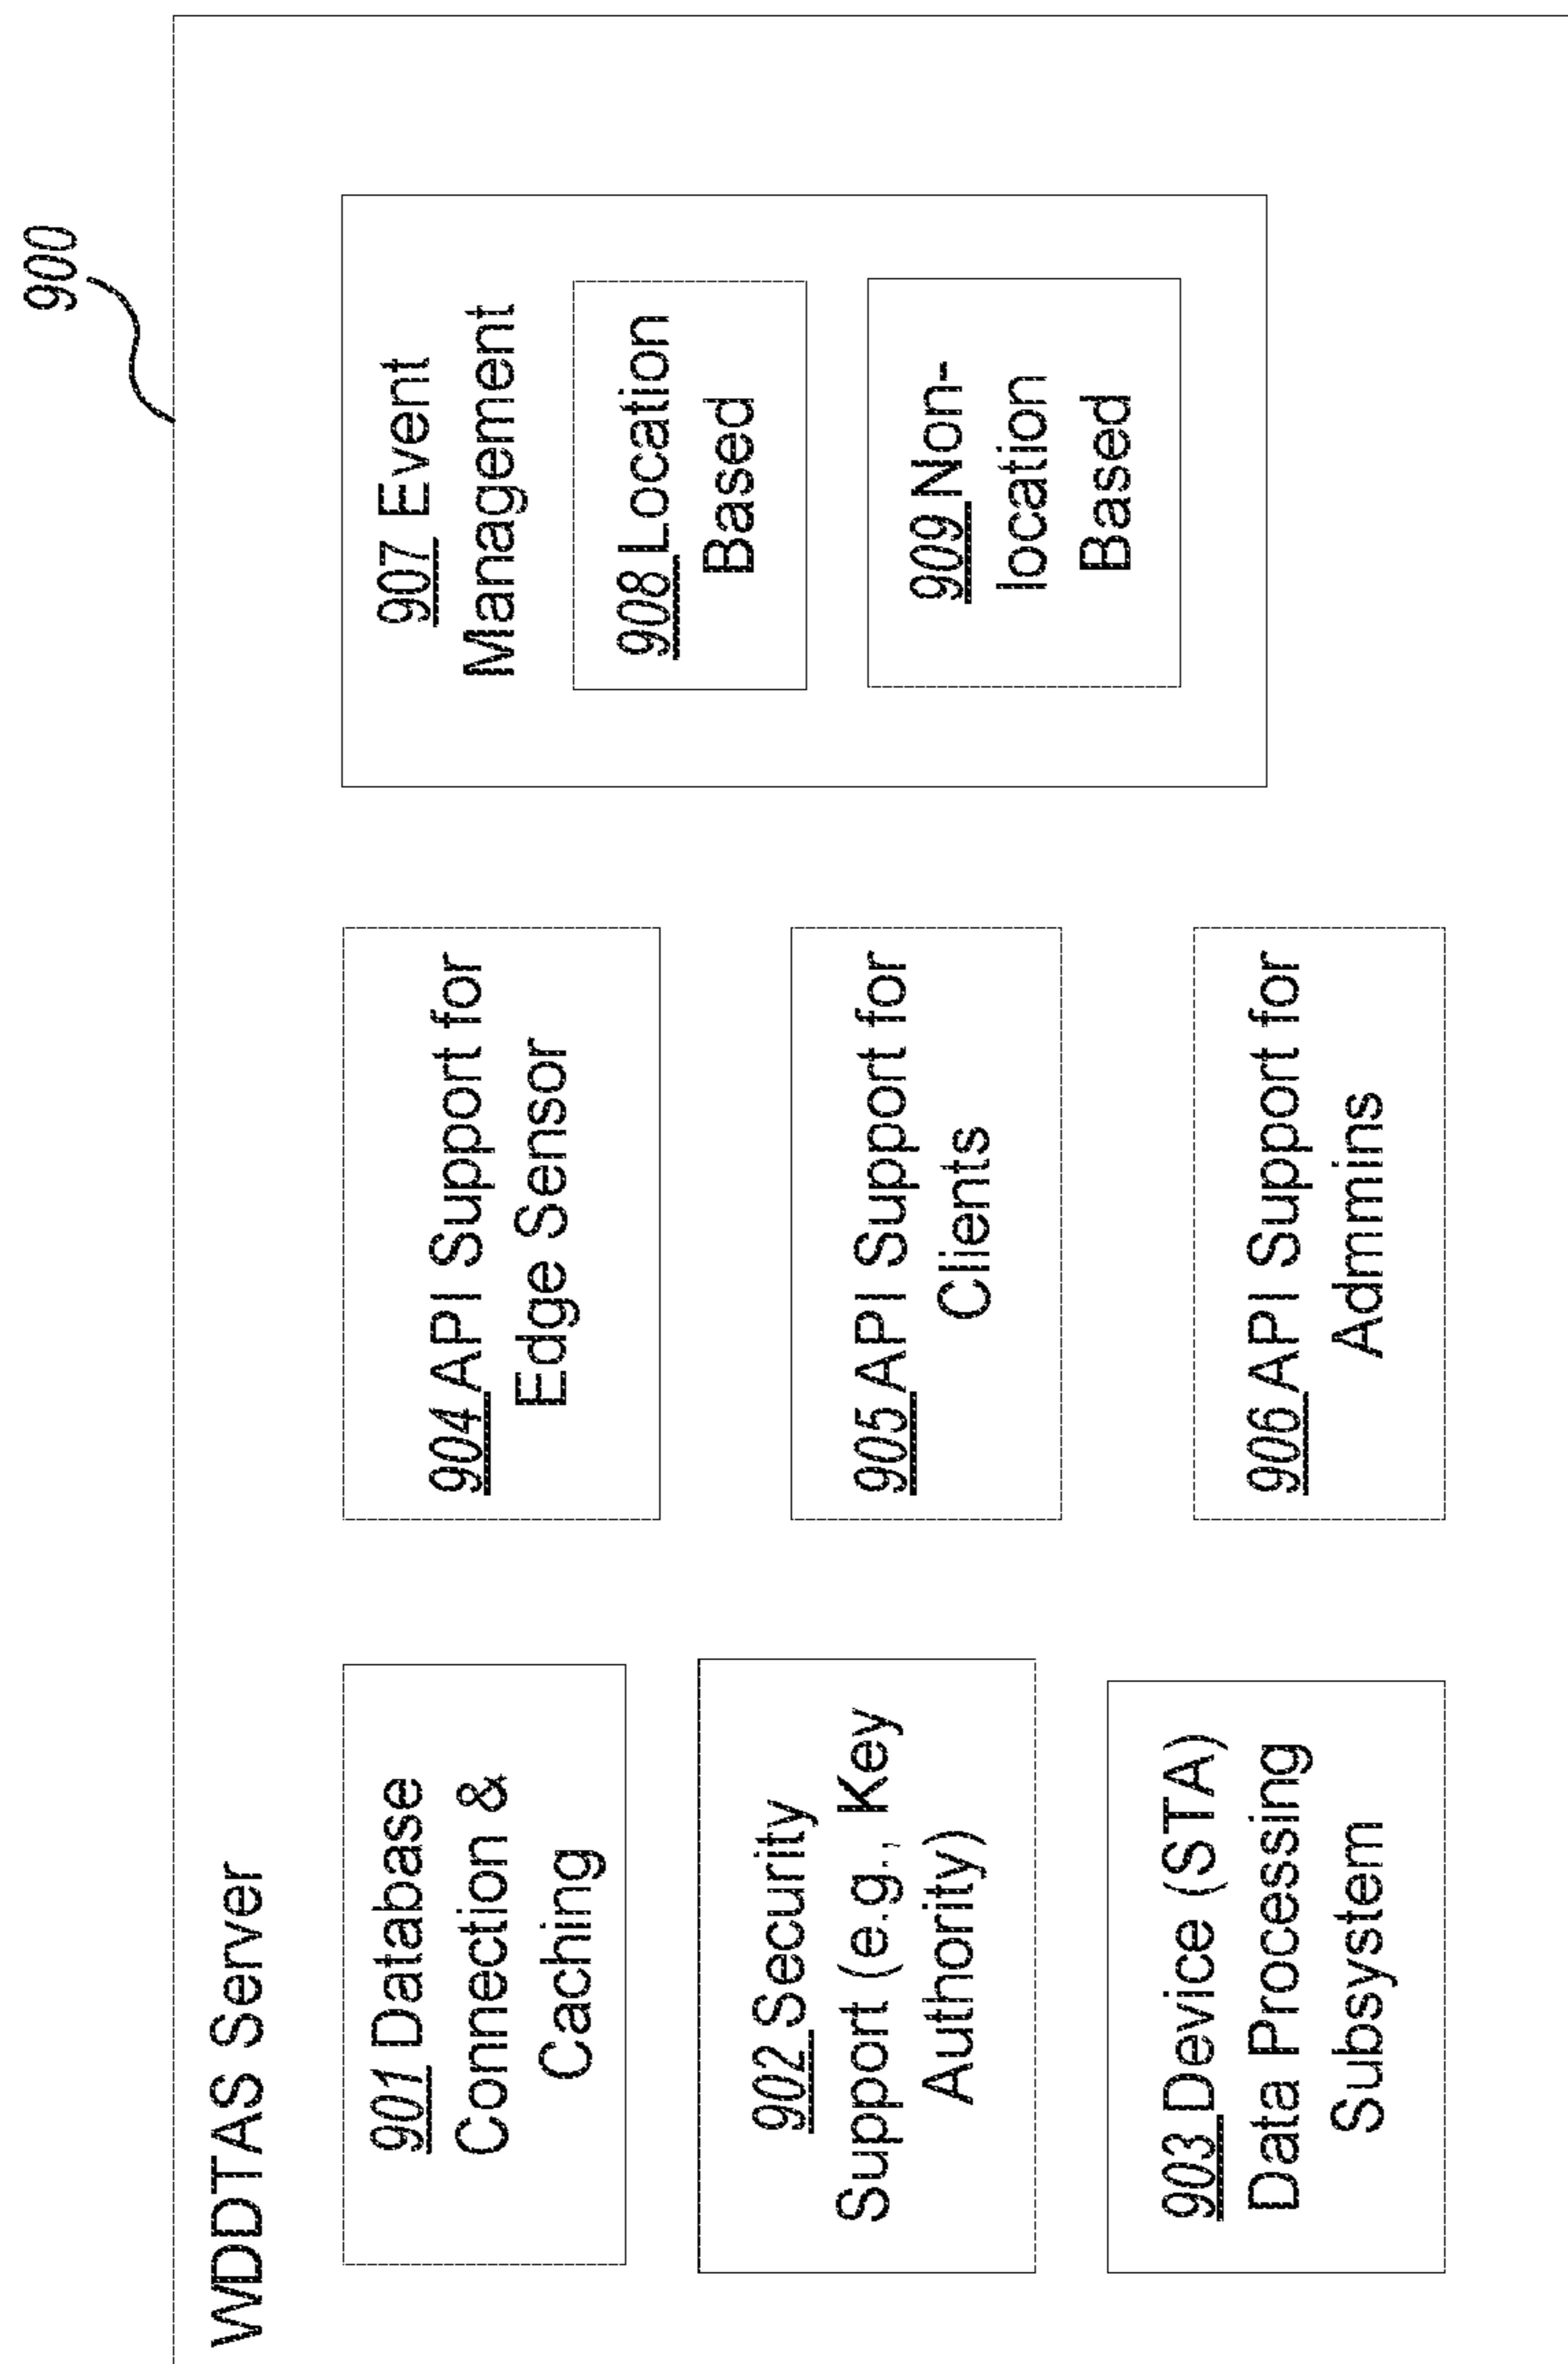 900
WDDTAS Server
901 Database
Connection &
Caching
902 Security
Support (e.g., Key
Authority)
903 Device (STA)
Data Processing
Subsystem
904 API Support for
Edge Sensor
905 API Support for
Clients
906 API Support for
Admins
907 Event
Management
908 Location
Based
909 Non-
location
Based